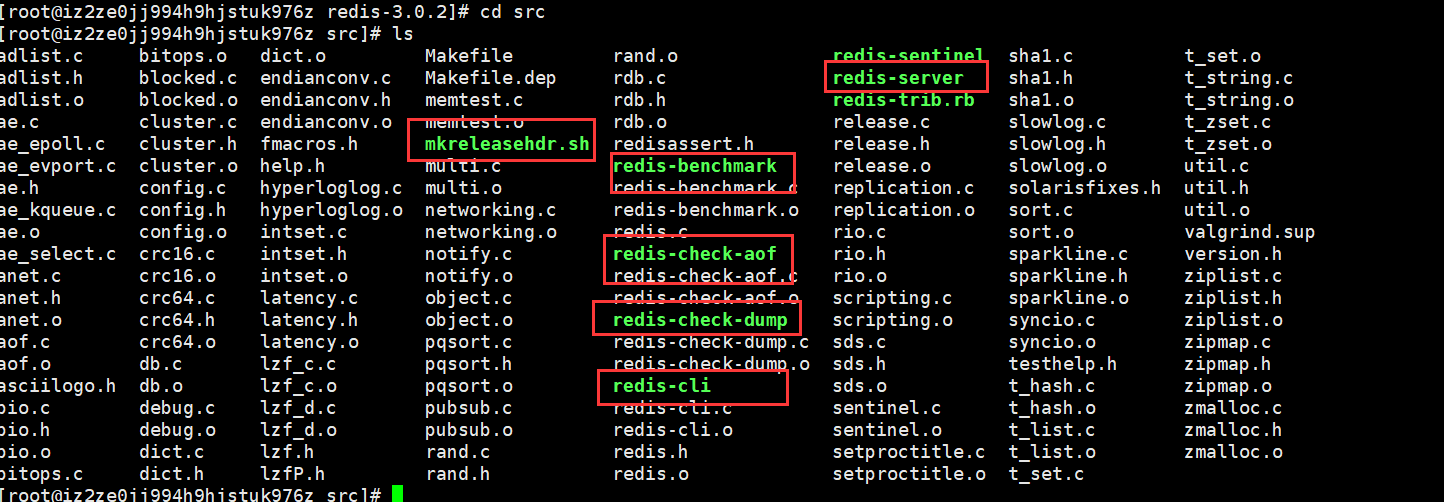 [root@iz2ze0jj994h9hjstuk976z redis-3.0.2]# cd src
[root@iz2ze0jj994h9hjstuk976z src]# ls
adlist.c bitops.o dict.o Makefile rand.o redis-sentinel sha1.c t_set.o
adlist.h blocked.c endianconv.c Makefile.dep rdb.c redis-server sha1.h t_string.c
adlist.o blocked.o endianconv.h memtest.c rdb.h redis-trib.rb sha1.o t_string.o
ae.c cluster.c endianconv.o memtest.o rdb.o release.c slowlog.c t_zset.c
ae_epoll.c cluster.h fmacros.h mkreleasehdr.sh redisassert.h release.h slowlog.h t_zset.o
ae_evport.c cluster.o help.h multi.c redis-benchmark release.o slowlog.o util.c
ae.h config.c hyperloglog.c multi.o redis-benchmark.c replication.c solarisfixes.h util.h
ae_kqueue.c config.h hyperloglog.o networking.c redis-benchmark.o replication.o sort.c util.o
ae.o config.o intset.c networking.o redis.c rio.c sort.o valgrind.sup
ae_select.c crc16.c intset.h notify.c redis-check-aof rio.h sparkline.c version.h
anet.c crc16.o intset.o notify.o redis-check-aof.c rio.o sparkline.h ziplist.c
anet.h crc64.c latency.c object.c redis-check-aof.o scripting.c sparkline.o ziplist.h
anet.o crc64.h latency.h object.o redis-check-dump scripting.o syncio.c ziplist.o
aof.c crc64.o latency.o pqsort.c redis-check-dump.c sds.c syncio.o zipmap.c
aof.o db.c lzf_c.c pqsort.h redis-check-dump.o sds.h testhelp.h zipmap.h
asciilogo.h db.o lzf_c.o pqsort.o redis-cli sds.o t_hash.c zipmap.o
bio.c debug.c lzf_d.c pubsub.c redis-cli.c sentinel.c t_hash.o zmalloc.c
bio.h debug.o lzf_d.o pubsub.o redis-cli.o sentinel.o t_list.c zmalloc.h
bio.o dict.c lzf.h rand.c redis.h setproctitle.c t_list.o zmalloc.o
bitops.c dict.h lzfP.h rand.h redis.o setproctitle.o t_set.c
[root@iz2ze0jj994h9hjstuk976z src]#